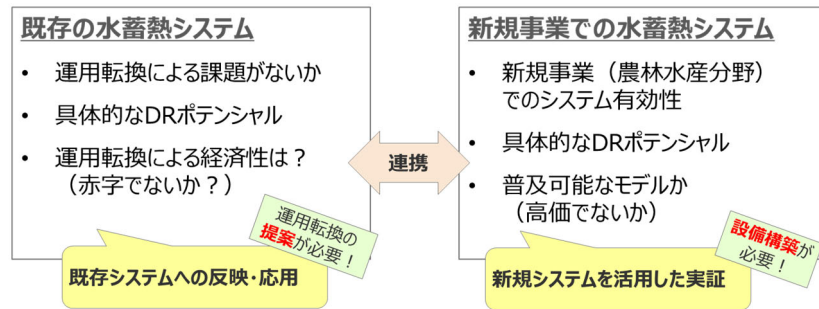 既存の水蓄熱システム
• 運用転換による課題がないか
• 具体的なDRポテンシャル
• 運用転換による経済性は？
（赤字でないか？）
運用転換の
提案が必要！
既存システムへの反映・応用
連携
新規事業での水蓄熱システム
• 新規事業（農林水産分野）
でのシステム有効性
• 具体的なDRポテンシャル
• 普及可能なモデルか
（高価でないか）
設備構築が
必要！
新規システムを活用した実証